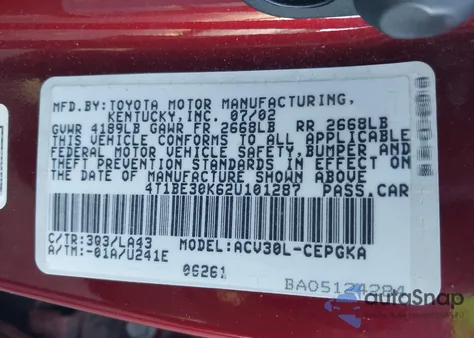 MFD.BY: TOYOTA MOTOR MANUFACTURING,
KENTUCKY, INC. 07/02
GVWR 4189LB GAWR FR 2668LB RR 2668LB
THIS VEHICLE CONFORMS TO ALL APPLICABLE
FEDERAL MOTOR VEHICLE SAFETY, BUMPER AND
THEFT PREVENTION STANDARDS IN EFFECT ON
THE DATE OF MANUFACTURE SHOWN ABOVE
4T1BE30K62U101287 PASS.CAR
C/TR:3Q3/LA43 MODEL:ACV30L-CEPGKA
A/TM:-01A/U241E
06261
BA05124284
autoSnap